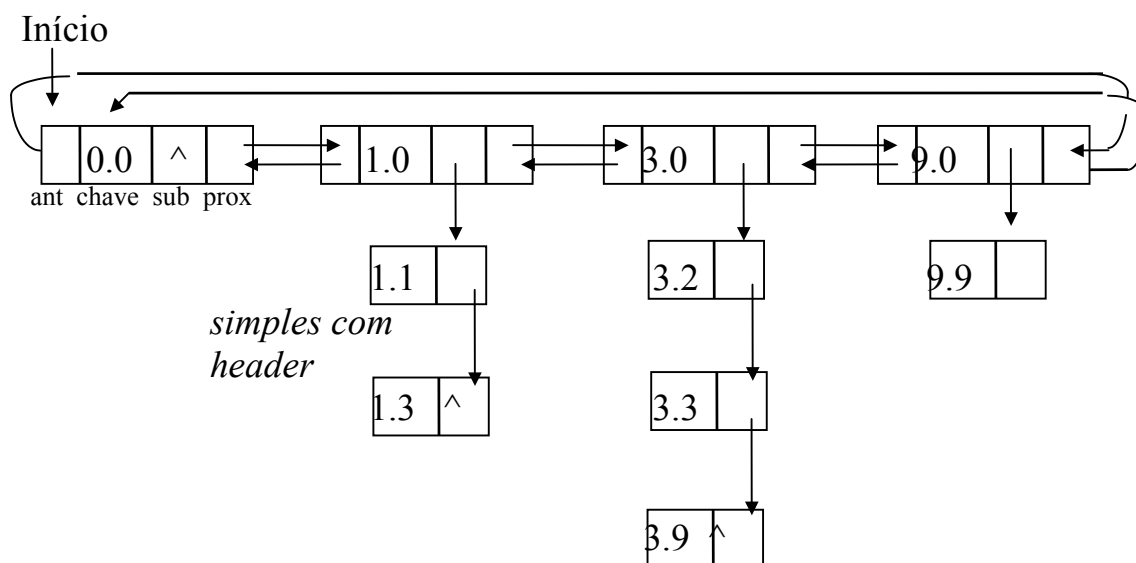 Início
0.0 ^ 1.0 3.0 9.0
ant chave sub prox
1.1 3.2 9.9
simples com
header
1.3 ^ 3.3
3.9 ^